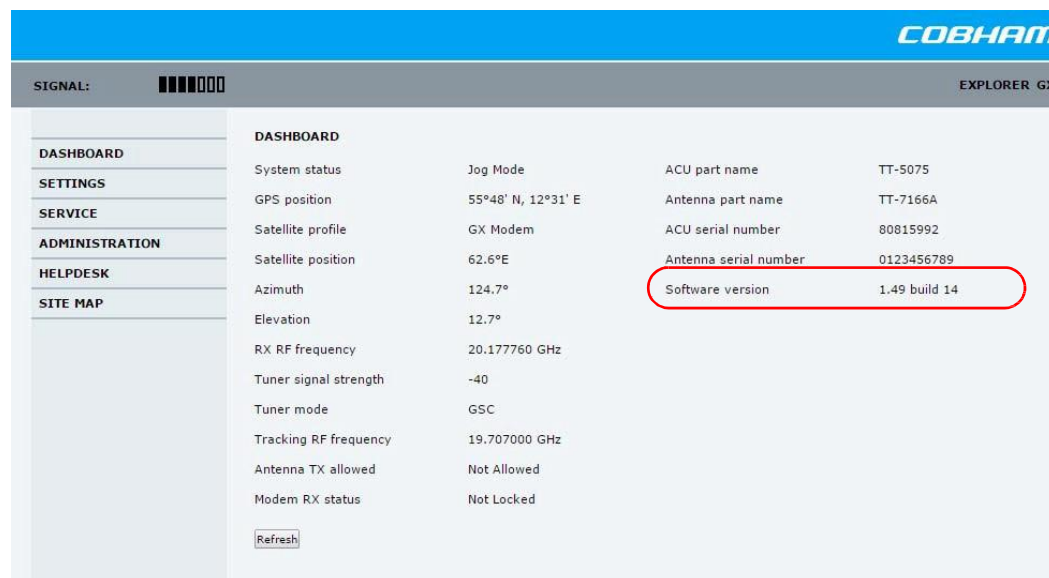 COBHAM
SIGNAL:
EXPLORER
DASHBOARD
SETTINGS
SERVICE
ADMINISTRATION
HELPDESK
SITE MAP
DASHBOARD
System status Jog Mode ACU part name TT-5075
GPS position 55°48' N, 12°31' E Antenna part name TT-7166A
Satellite profile GX Modem ACU serial number 80815992
Satellite position 62.6°E Antenna serial number 0123456789
Azimuth 124.7° Software version 1.49 build 14
Elevation 12.7°
RX RF frequency 20.177760 GHz
Tuner signal strength -40
Tuner mode GSC
Tracking RF frequency 19.707000 GHz
Antenna TX allowed Not Allowed
Modem RX status Not Locked
Refresh